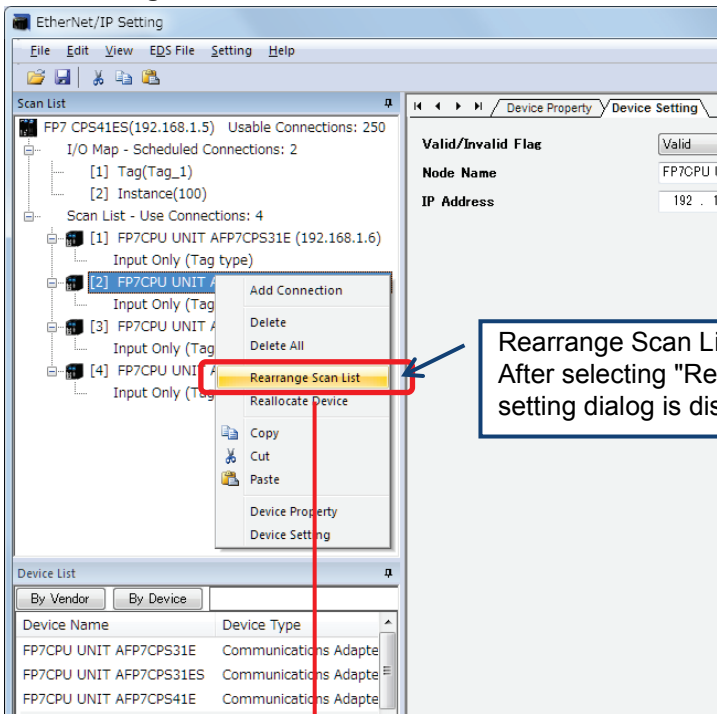 EtherNet/IP Setting
File Edit View EDS File Setting Help
Scan List
FP7 CPS41ES(192.168.1.5) Usable Connections: 250
I/O Map - Scheduled Connections: 2
[1] Tag(Tag_1)
[2] Instance(100)
Scan List - Use Connections: 4
[1] FP7CPU UNIT AFP7CPS31E (192.168.1.6)
Input Only (Tag type)
[2] FP7CPU UNIT
Input Only (Tag
[3] FP7CPU UNIT
Input Only (Tag
[4] FP7CPU UNIT
Input Only (Tag
Add Connection
Delete
Delete All
Rearrange Scan List
Reallocate Device
Copy
Cut
Paste
Device Property
Device Setting
Device Property Device Setting
Valid/Invalid Flag Valid
Node Name FP7CPU
IP Address 192 . 1
Rearrange Scan Li
After selecting "Re
setting dialog is dis
Device List
By Vendor By Device
Device Name Device Type
FP7CPU UNIT AFP7CPS31E Communications Adapte
FP7CPU UNIT AFP7CPS31ES Communications Adapte
FP7CPU UNIT AFP7CPS41E Communications Adapte